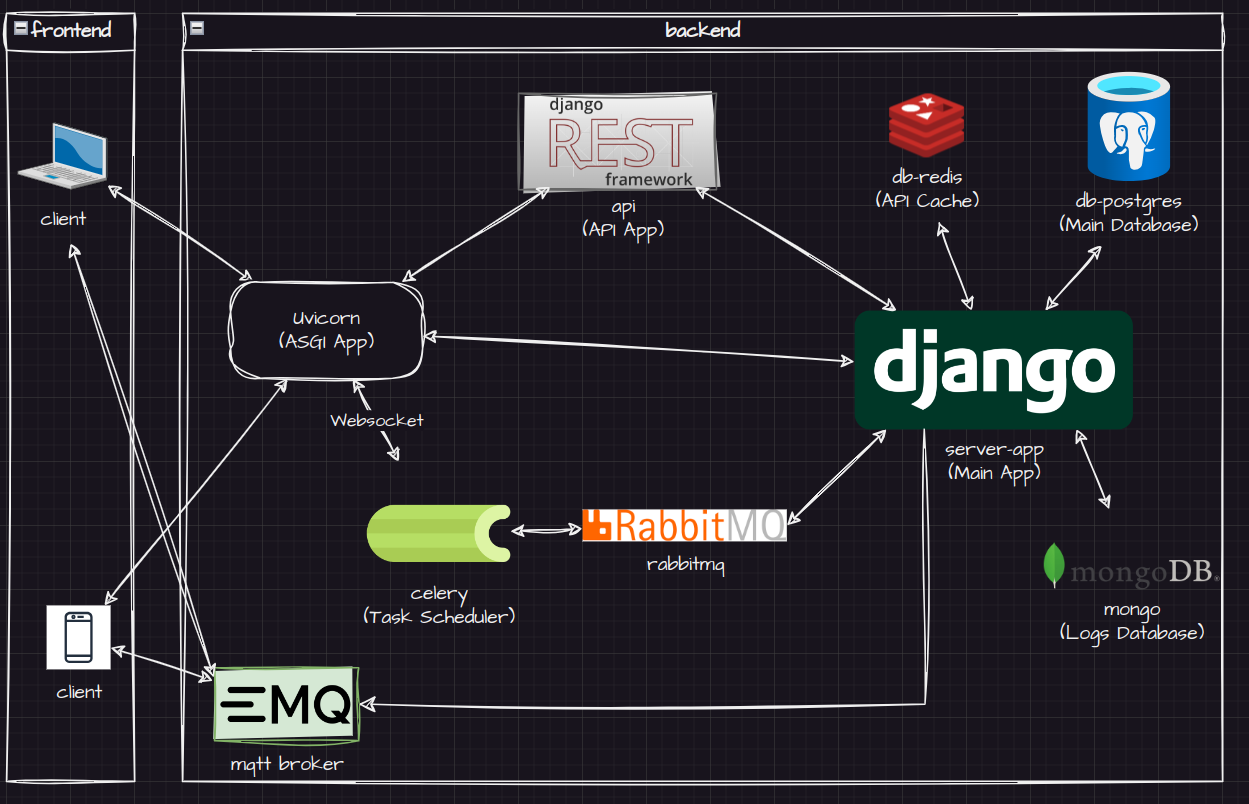 frontend
backend
django
REST
framework
api
(API App)
db-redis
(API Cache)
db-postgres
(Main Database)
client
Uvicorn
(ASGI App)
django
server-app
(Main App)
Websocket
RabbitMQ
rabbitmq
celery
(Task Scheduler)
mongoDB®
mongo
(Logs Database)
client
EMQ
mqtt broker